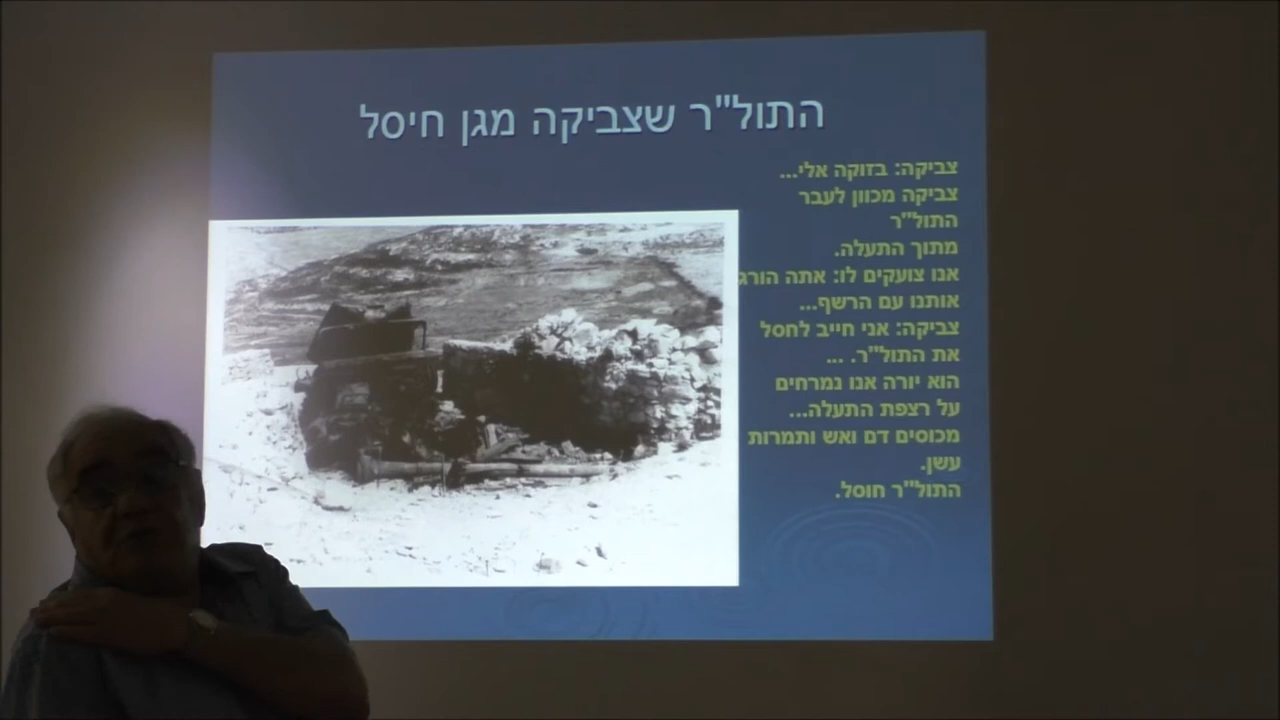 התול"ר שצביקה מגן חיסל
צביקה: בזוקה אלי...
צביקה מכוון לעבר
התול"ר
מתוך התעלה.
אנו צועקים לו: אתה הורג
אותנו עם הרשף...
צביקה: אני חייב לחסל
את התול"ר. ...
הוא יורה אנו נמרחים
על רצפת התעלה...
מכוסים דם ואש ותמרות
עשן.
התול"ר חוסל.